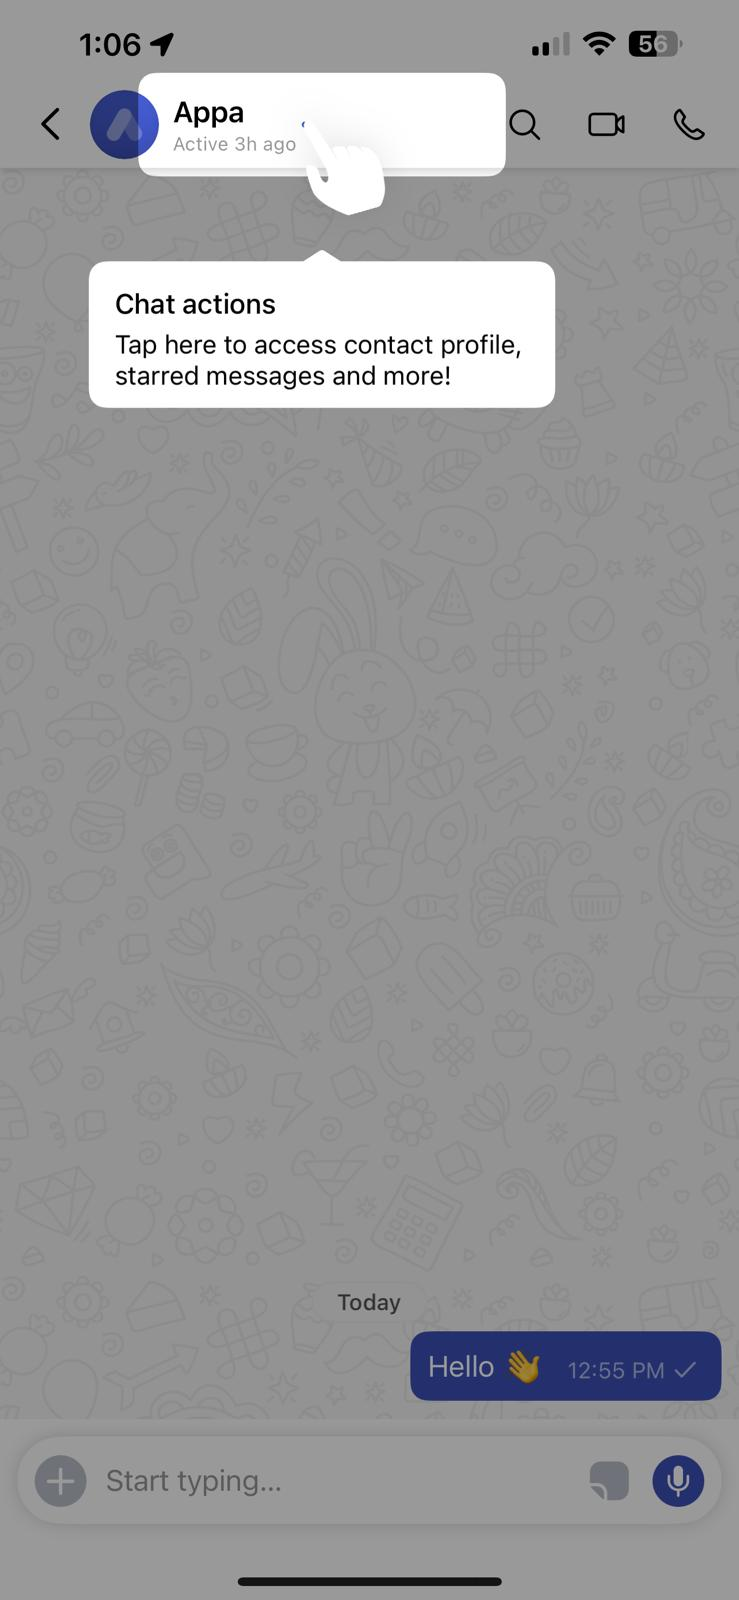 1:06
56
Appa
Active 3h ago
Chat actions
Tap here to access contact profile,
starred messages and more!
Today
Hello 👋 12:55 PM
Start typing...